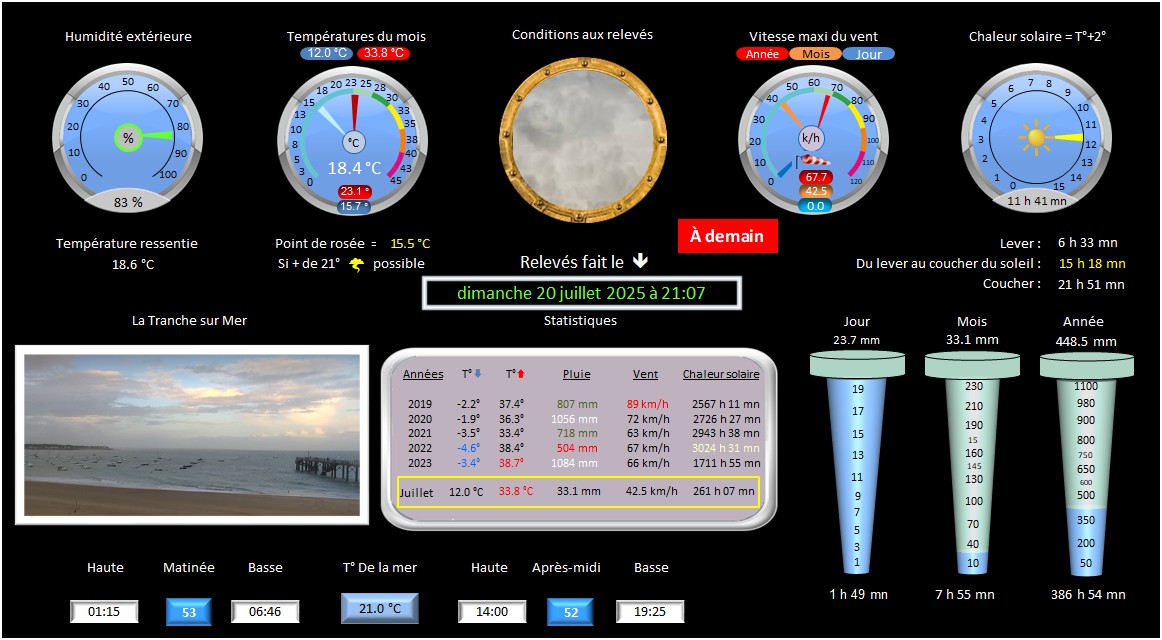 Humidité extérieure
Températures du mois
12.0 °C 33.8 °C
Conditions aux relevés
Vitesse maxi du vent
Année Mois Jour
Chaleur solaire = T°+2°
0 10 20 30 40 50 60 70 80 90 100
%
83 %
0 3 5 8 10 13 15 18 20 23 25 28 30 33 35 38 40 43 45
°C
18.4 °C
23.1 °
15.7 °
0 10 20 30 40 50 60 70 80 90 100 110 120
k/h
67.7
42.5
0.0
0 1 2 3 4 5 6 7 8 9 10 11 12 13 14 15
11 h 41 mn
Température ressentie
18.6 °C
Point de rosée = 15.5 °C
Si + de 21° possible
À demain
Relevés fait le
dimanche 20 juillet 2025 à 21:07
Lever : 6 h 33 mn
Du lever au coucher du soleil : 15 h 18 mn
Coucher : 21 h 51 mn
La Tranche sur Mer
Statistiques
Années T° T° Pluie Vent Chaleur solaire
2019 -2.2° 37.4° 807 mm 89 km/h 2567 h 11 mn
2020 -1.9° 36.3° 1056 mm 72 km/h 2726 h 27 mn
2021 -3.5° 33.4° 718 mm 63 km/h 2943 h 38 mn
2022 -4.6° 38.4° 504 mm 67 km/h 3024 h 31 mn
2023 -3.4° 38.7° 1084 mm 66 km/h 1711 h 55 mn
Juillet 12.0 °C 33.8 °C 33.1 mm 42.5 km/h 261 h 07 mn
Jour
23.7 mm
19
17
15
13
11
9
7
5
3
1
1 h 49 mn
Mois
33.1 mm
230
210
190
15
160
145
130
100
70
40
10
7 h 55 mn
Année
448.5 mm
1100
980
900
800
750
650
600
500
350
200
50
386 h 54 mn
Haute Matinée Basse T° De la mer Haute Après-midi Basse
01:15 53 06:46 21.0 °C 14:00 52 19:25